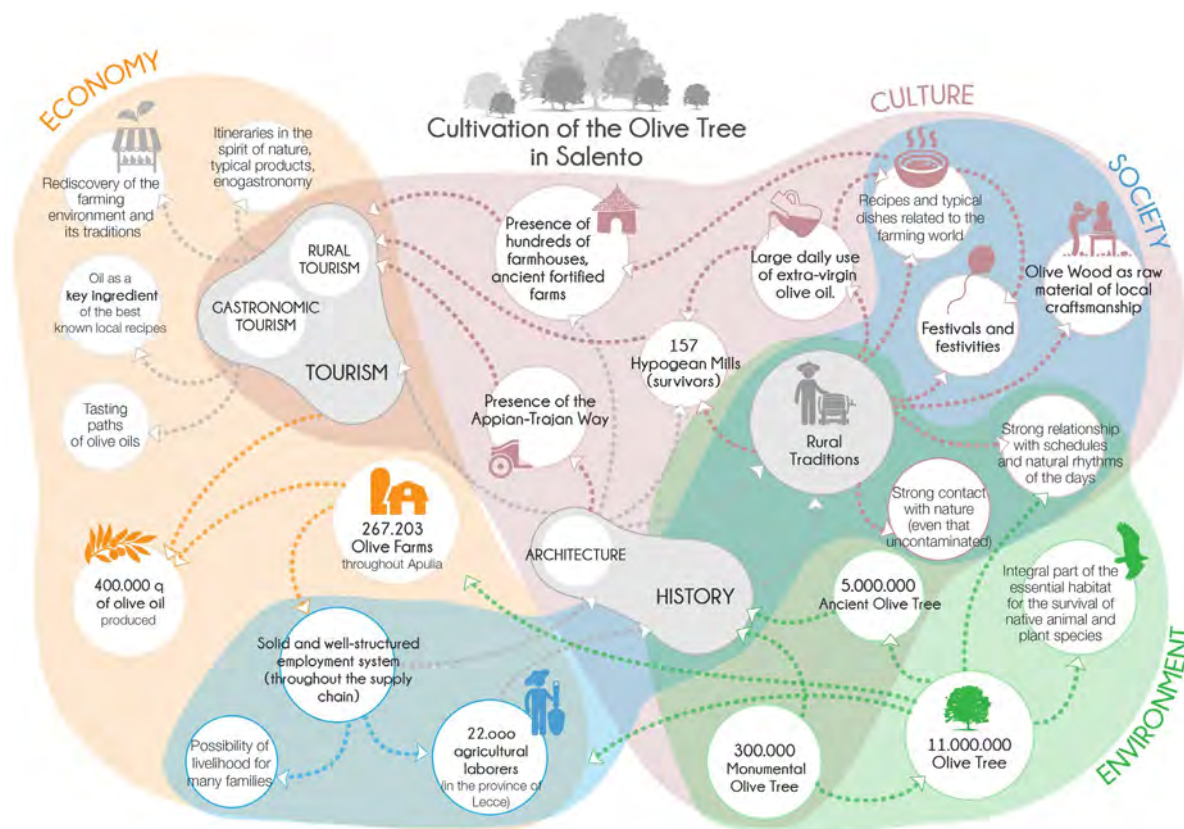 Cultivation of the Olive Tree
in Salento
ECONOMY
CULTURE
SOCIETY
ENVIRONMENT
Rediscovery of the
farming
environment and
its traditions
Itineraries in the
spirit of nature,
typical products,
enogastronomy
Oil as a
key ingredient
of the best
known local recipes
Tasting
paths
of olive oils
RURAL
TOURISM
GASTRONOMIC
TOURISM
TOURISM
Presence of
hundreds of
farmhouses,
ancient fortified
farms
Large daily use
of extra-virgin
olive oil.
Recipes and typical
dishes related to the
farming world
Olive Wood as raw
material of local
craftsmanship
Festivals and
festivities
157
Hypogean Mills
(survivors)
Presence of the
Appian-Trajan Way
Rural
Traditions
Strong relationship
with schedules
and natural rhythms
of the days
Strong contact
with nature
(even that
uncontaminated)
267.203
Olive Farms
throughout Apulia
400.000 q
of olive oil
produced
ARCHITECTURE
HISTORY
5.000.000
Ancient Olive Tree
Integral part of the
essential habitat
for the survival of
native animal and
plant species
Solid and well-structured
employment system
(throughout the supply
chain)
Possibility of
livelihood for
many families
22.000
agricultural
laborers
(in the province of
Lecce)
300.000
Monumental
Olive Tree
11.000.000
Olive Tree